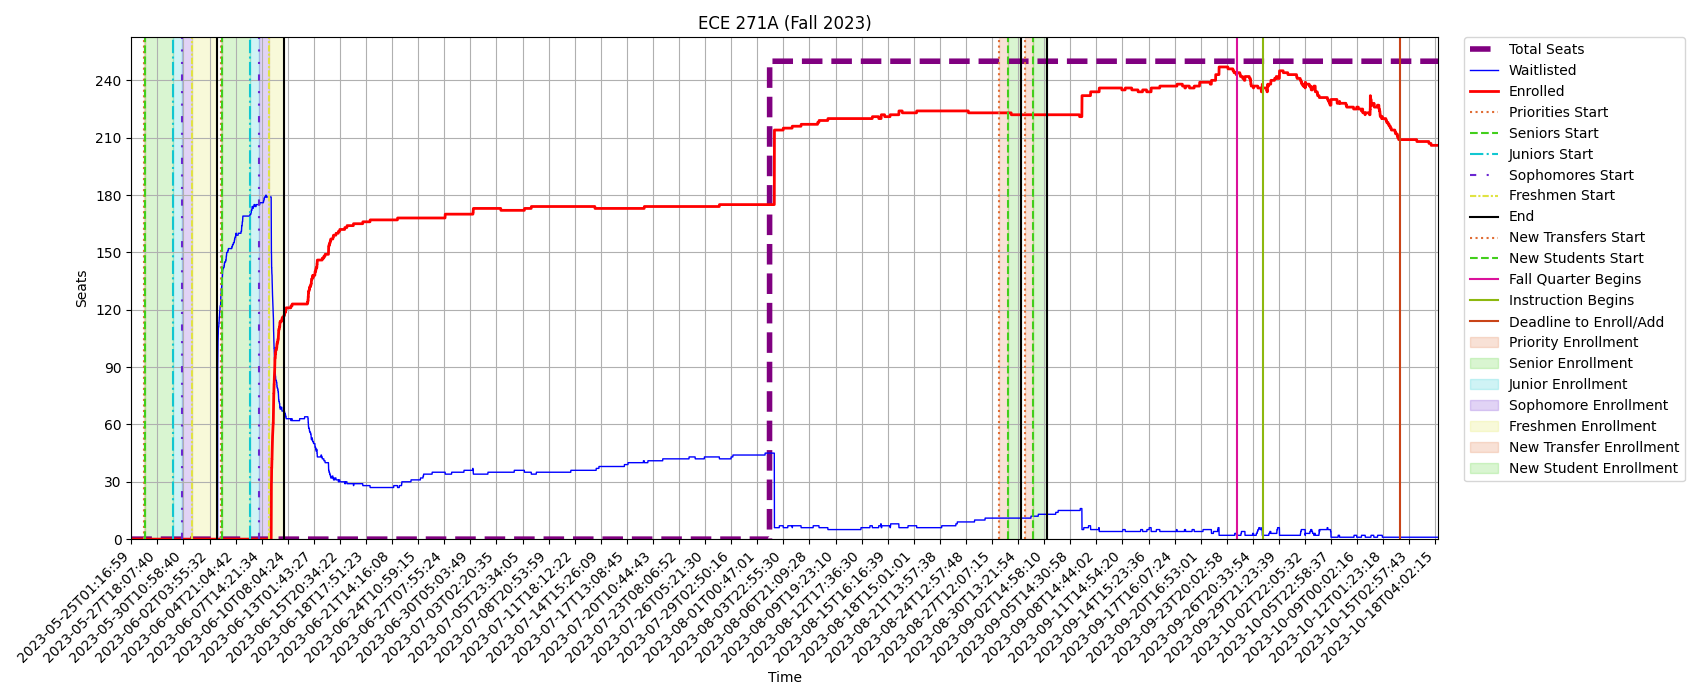 ECE 271A (Fall 2023)
Seats
240
210
180
150
120
90
60
30
0
2023-05-25T01:16:59
2023-05-27T18:07:40
2023-05-30T10:58:40
2023-06-02T03:55:32
2023-06-04T21:04:42
2023-06-07T14:21:34
2023-06-10T08:04:24
2023-06-13T01:43:27
2023-06-15T20:34:22
2023-06-18T17:51:23
2023-06-21T14:16:08
2023-06-24T10:59:15
2023-06-27T07:55:24
2023-06-30T05:03:49
2023-07-03T02:20:35
2023-07-05T23:34:05
2023-07-08T20:53:59
2023-07-11T18:12:22
2023-07-14T15:26:09
2023-07-17T13:08:45
2023-07-20T10:44:43
2023-07-23T08:06:52
2023-07-26T05:21:30
2023-07-29T02:50:16
2023-08-01T00:47:01
2023-08-03T22:55:30
2023-08-06T21:09:28
2023-08-09T19:23:10
2023-08-12T17:36:30
2023-08-15T16:16:39
2023-08-18T15:01:01
2023-08-21T13:57:38
2023-08-24T12:57:48
2023-08-27T12:07:15
2023-08-30T13:21:54
2023-09-02T14:58:10
2023-09-05T14:30:58
2023-09-08T14:44:02
2023-09-11T14:54:20
2023-09-14T15:23:36
2023-09-17T16:07:24
2023-09-20T16:53:01
2023-09-23T20:02:58
2023-09-26T20:33:54
2023-09-29T21:23:39
2023-10-02T22:05:32
2023-10-05T22:58:37
2023-10-09T00:02:16
2023-10-12T01:23:18
2023-10-15T02:57:43
2023-10-18T04:02:15
Time
Total Seats
Waitlisted
Enrolled
Priorities Start
Seniors Start
Juniors Start
Sophomores Start
Freshmen Start
End
New Transfers Start
New Students Start
Fall Quarter Begins
Instruction Begins
Deadline to Enroll/Add
Priority Enrollment
Senior Enrollment
Junior Enrollment
Sophomore Enrollment
Freshmen Enrollment
New Transfer Enrollment
New Student Enrollment